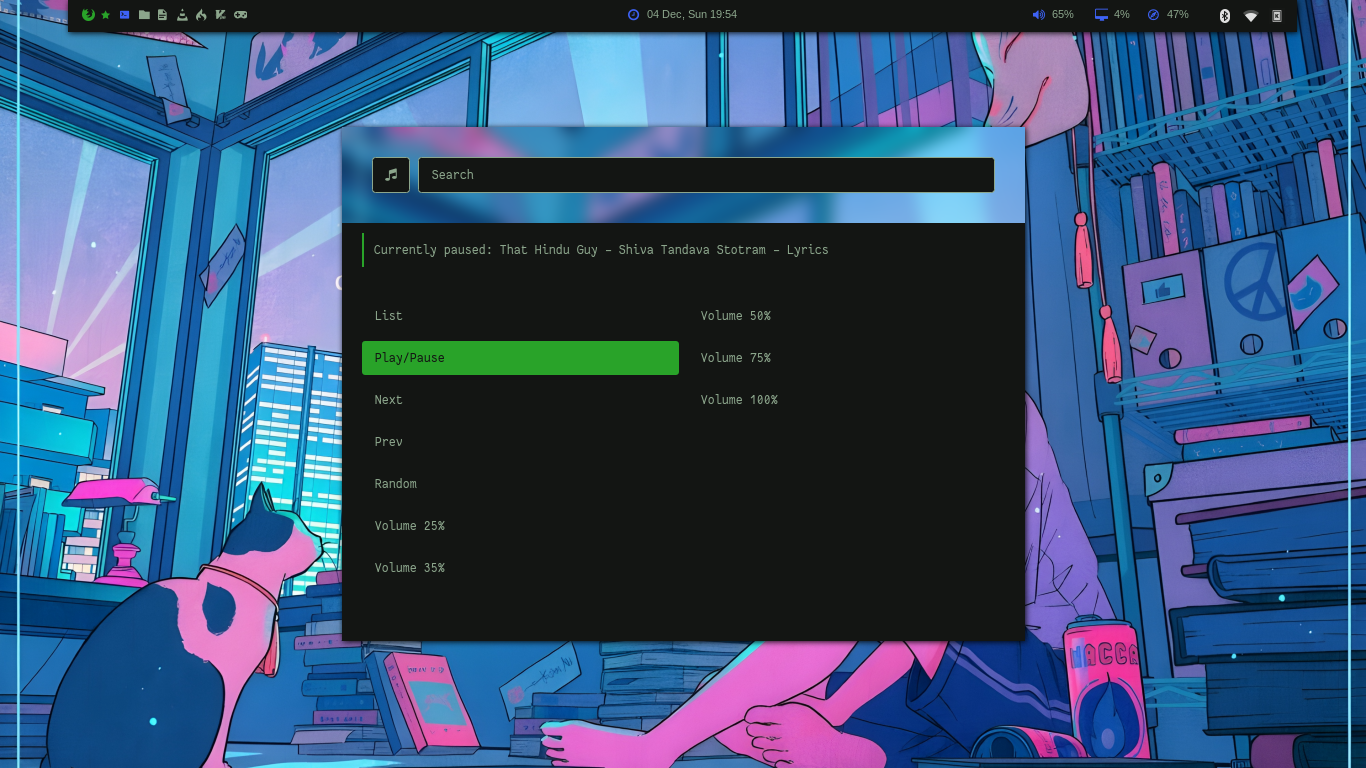 04 Dec, Sun 19:54
65%
4%
47%
Search
Currently paused: That Hindu Guy – Shiva Tandava Stotram – Lyrics
List
Play/Pause
Next
Prev
Random
Volume 25%
Volume 35%
Volume 50%
Volume 75%
Volume 100%
MACCA